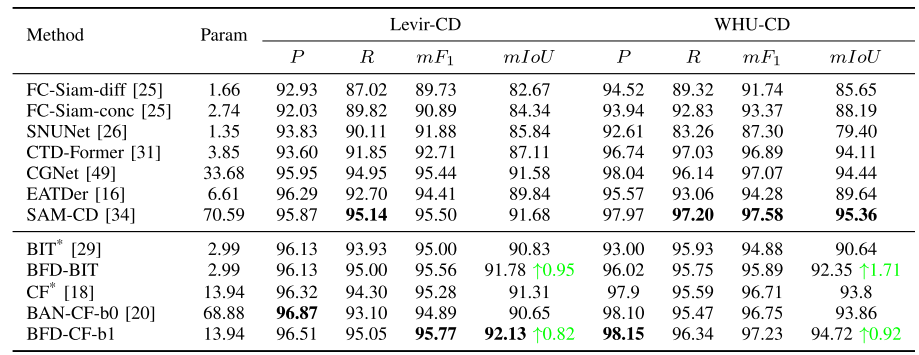 Method Param Levir-CD WHU-CD
P R mF1 mIoU P R mF1 mIoU
FC-Siam-diff [25] 1.66 92.93 87.02 89.73 82.67 94.52 89.32 91.74 85.65
FC-Siam-conc [25] 2.74 92.03 89.82 90.89 84.34 93.94 92.83 93.37 88.19
SNUNet [26] 1.35 93.83 90.11 91.88 85.84 92.61 83.26 87.30 79.40
CTD-Former [31] 3.85 93.60 91.85 92.71 87.11 96.74 97.03 96.89 94.11
CGNet [49] 33.68 95.95 94.95 95.44 91.58 98.04 96.14 97.07 94.44
EATDer [16] 6.61 96.29 92.70 94.41 89.84 95.57 93.06 94.28 89.64
SAM-CD [34] 70.59 95.87 95.14 95.50 91.68 97.97 97.20 97.58 95.36
BIT* [29] 2.99 96.13 93.93 95.00 90.83 93.00 95.93 94.88 90.64
BFD-BIT 2.99 96.13 95.00 95.56 91.78 ↑0.95 96.02 95.75 95.89 92.35 ↑1.71
CF* [18] 13.94 96.32 94.30 95.28 91.31 97.9 95.59 96.71 93.8
BAN-CF-b0 [20] 68.88 96.87 93.10 94.89 90.65 98.10 95.47 96.75 93.86
BFD-CF-b1 13.94 96.51 95.05 95.77 92.13 ↑0.82 98.15 96.34 97.23 94.72 ↑0.92